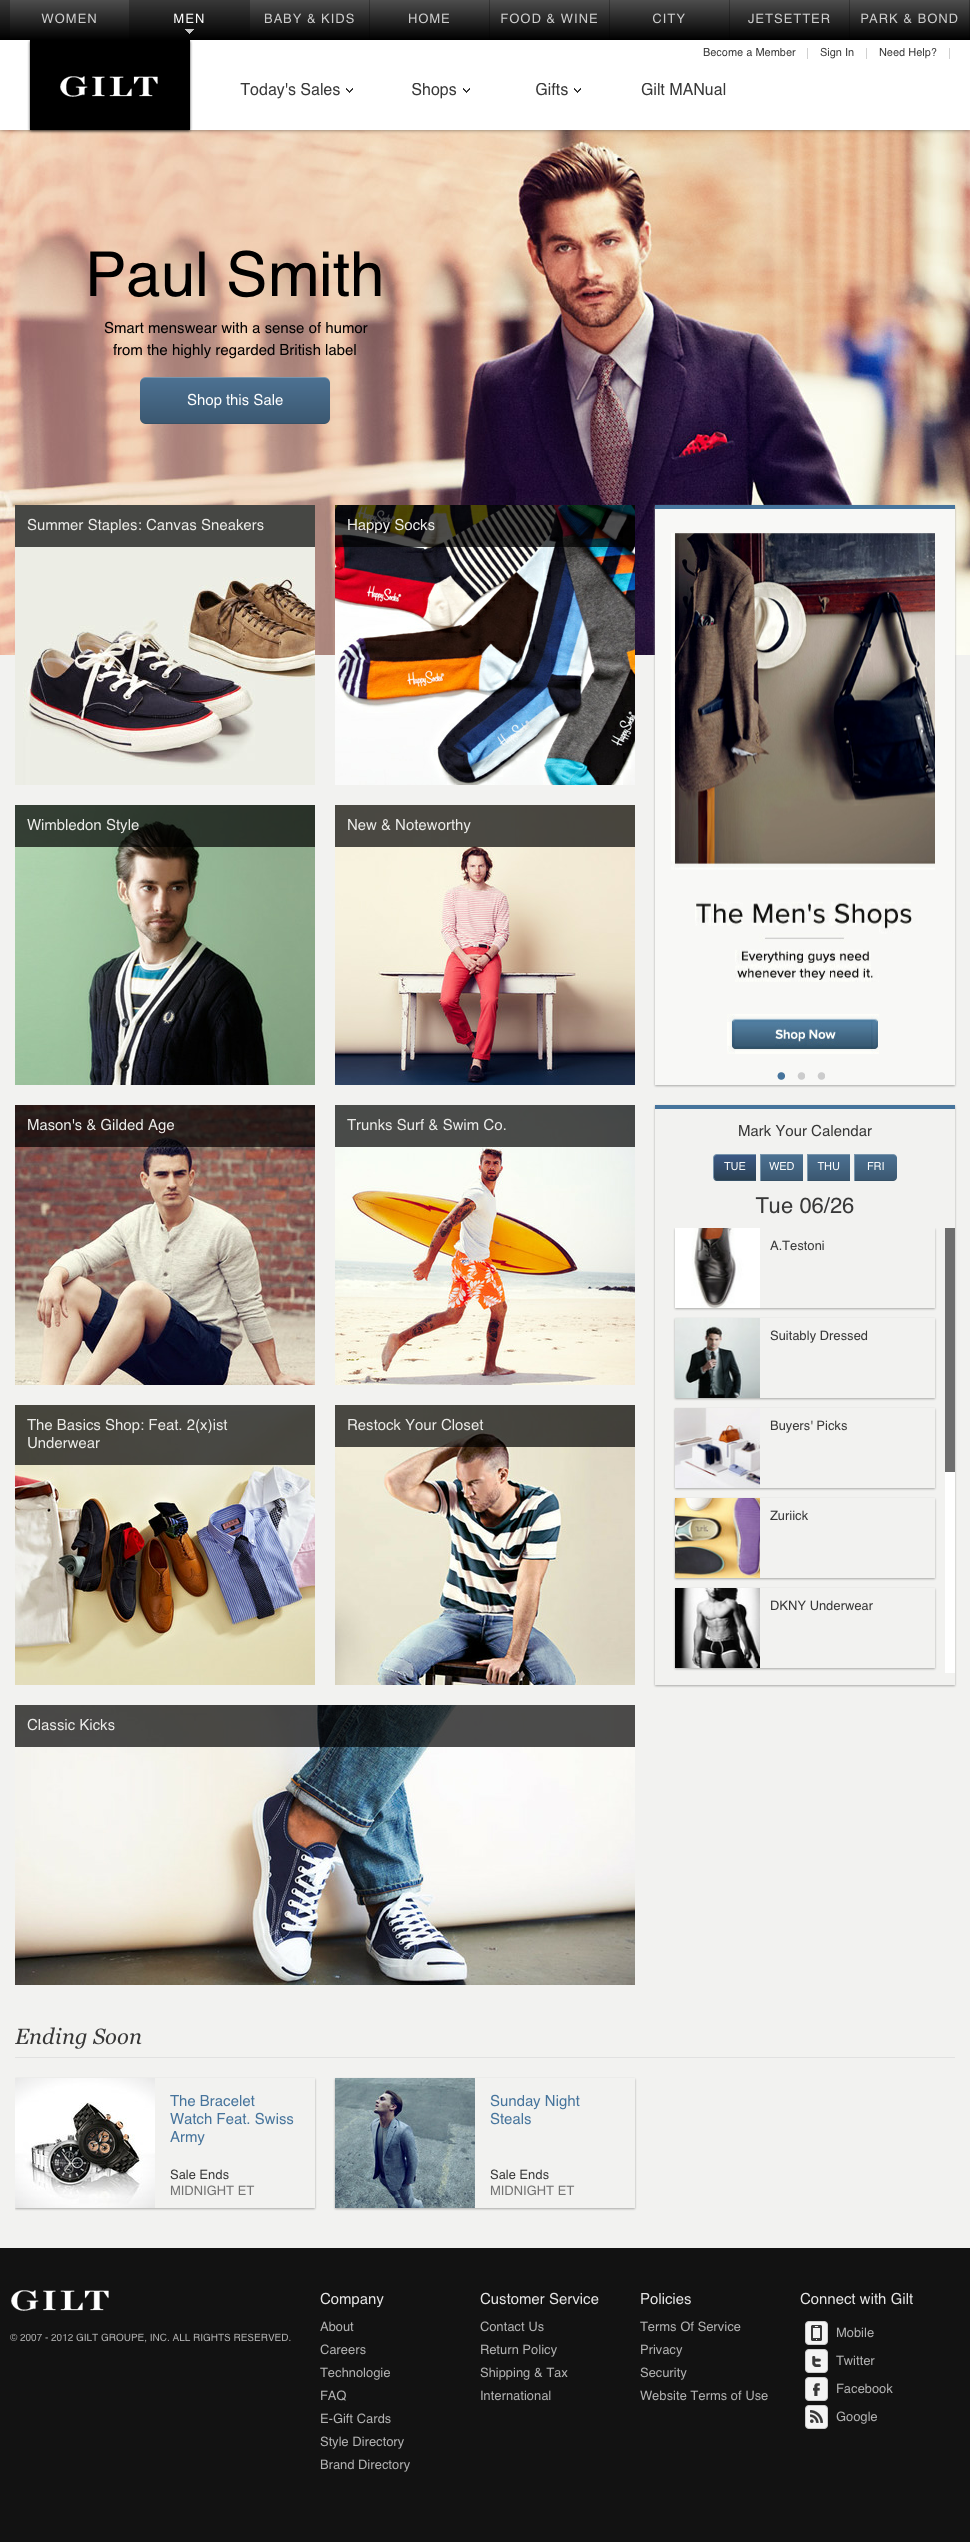 WOMEN
MEN
BABY & KIDS
HOME
FOOD & WINE
CITY
JETSETTER
PARK & BOND
Become a Member
Sign In
Need Help?
GILT
Today's Sales
Shops
Gifts
Gilt MANual
Paul Smith
Smart menswear with a sense of humor
from the highly regarded British label
Shop this Sale
Summer Staples: Canvas Sneakers
Happy Socks
Happy Socks
Happy Socks
Happy Socks
Happy Socks
Wimbledon Style
New & Noteworthy
The Men's Shops
Everything guys need
whenever they need it.
Shop Now
Mason's & Gilded Age
Trunks Surf & Swim Co.
Mark Your Calendar
TUE
WED
THU
FRI
Tue 06/26
A.Testoni
Suitably Dressed
Buyers' Picks
Zuriick
DKNY Underwear
The Basics Shop: Feat. 2(x)ist
Underwear
Restock Your Closet
Classic Kicks
Ending Soon
The Bracelet
Watch Feat. Swiss
Army
Sale Ends
MIDNIGHT ET
Sunday Night
Steals
Sale Ends
MIDNIGHT ET
GILT
© 2007 - 2012 GILT GROUPE, INC. ALL RIGHTS RESERVED.
Company
About
Careers
Technologie
FAQ
E-Gift Cards
Style Directory
Brand Directory
Customer Service
Contact Us
Return Policy
Shipping & Tax
International
Policies
Terms Of Service
Privacy
Security
Website Terms of Use
Connect with Gilt
Mobile
Twitter
Facebook
Google